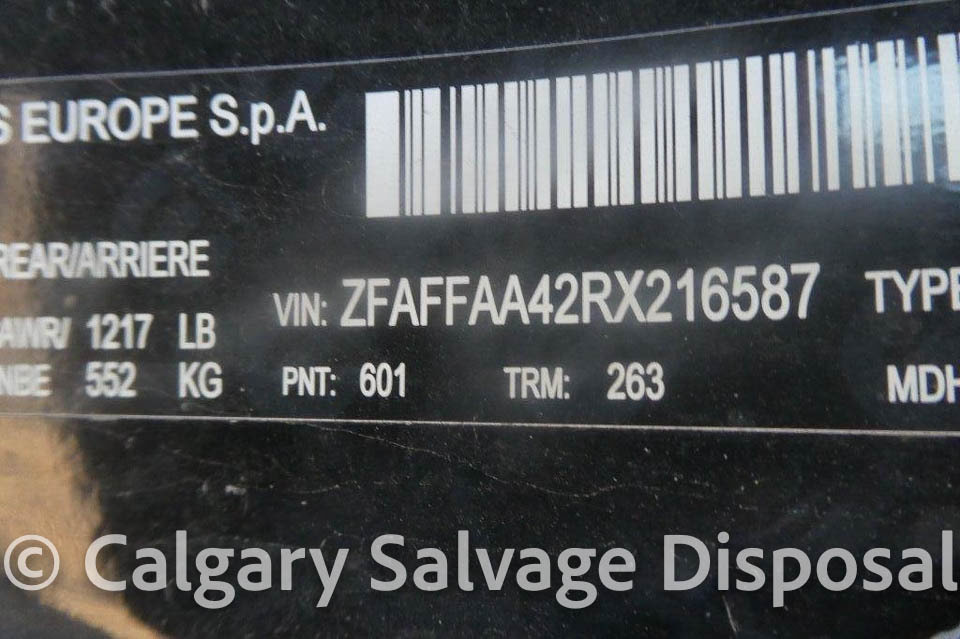 S EUROPE S.p.A.
REAR/ARRIERE
VIN: ZFAFFAA42RX216587 TYPE
AWR/ 1217 LB
NBE 552 KG PNT: 601 TRM: 263 MDH
© Calgary Salvage Disposal